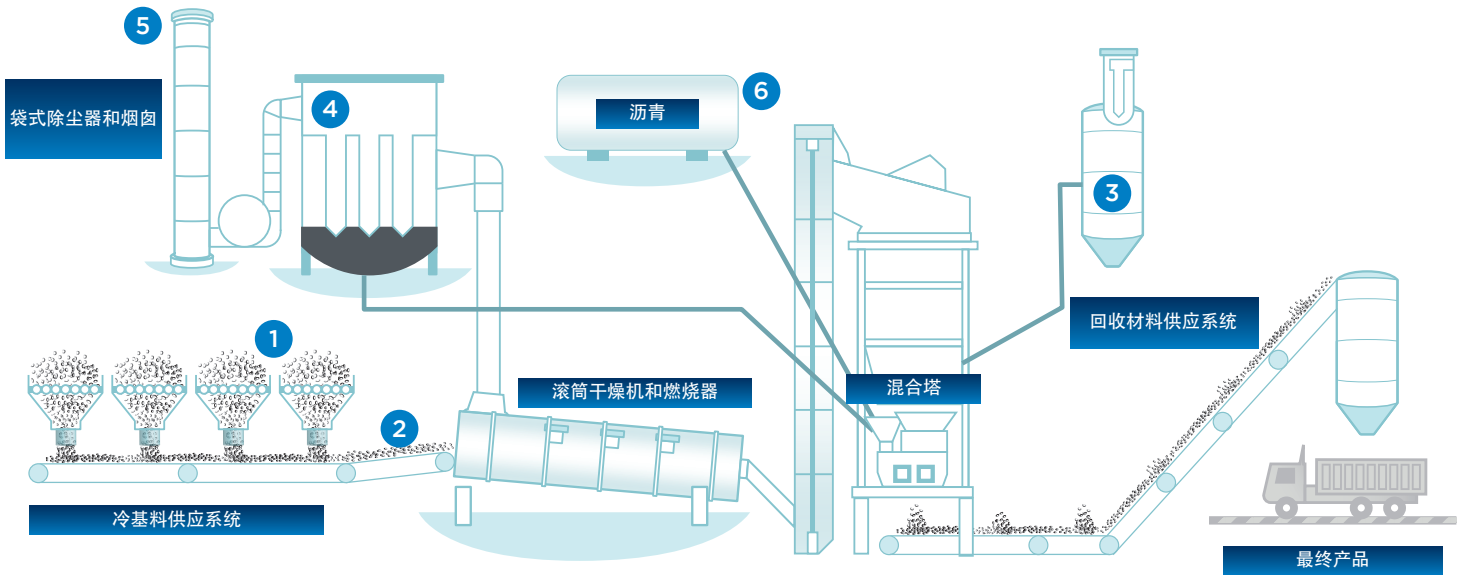 5
袋式除尘器和烟囱
4
沥青
6
3
回收材料供应系统
1
2
滚筒干燥机和燃烧器
混合塔
冷基料供应系统
最终产品